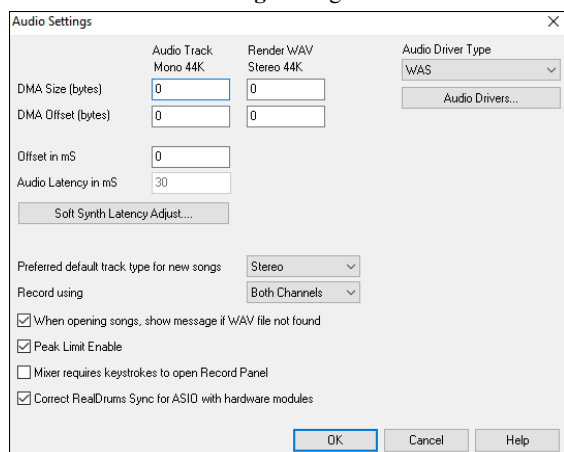 Audio Settings
Audio Track
Mono 44K
Render WAV
Stereo 44K
Audio Driver Type
WAS
DMA Size (bytes)
0
0
Audio Drivers...
DMA Offset (bytes)
0
0
Offset in mS
0
Audio Latency in mS
30
Soft Synth Latency Adjust....
Preferred default track type for new songs
Stereo
Record using
Both Channels
When opening songs, show message if WAV file not found
Peak Limit Enable
Mixer requires keystrokes to open Record Panel
Correct RealDrums Sync for ASIO with hardware modules
OK
Cancel
Help